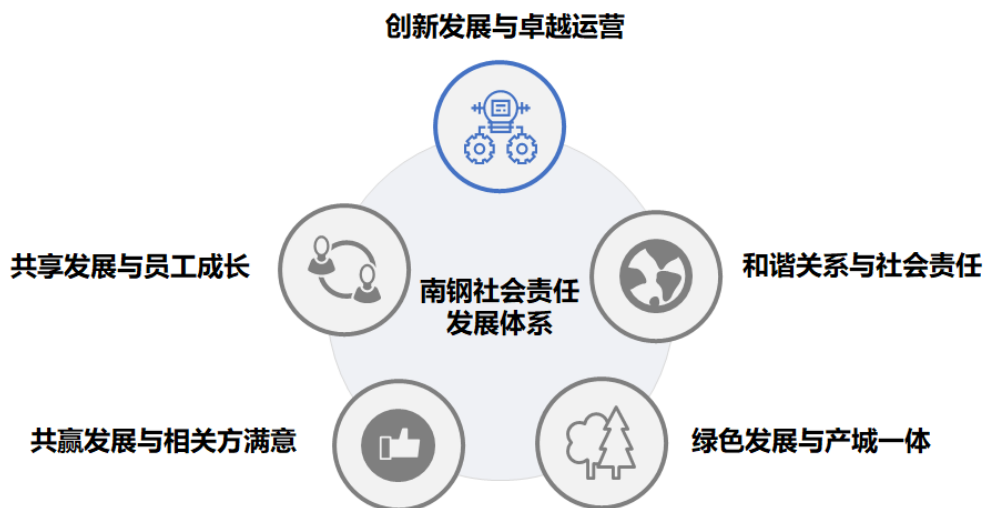 创新发展与卓越运营
共享发展与员工成长
和谐关系与社会责任
南钢社会责任
发展体系
共赢发展与相关方满意
绿色发展与产城一体